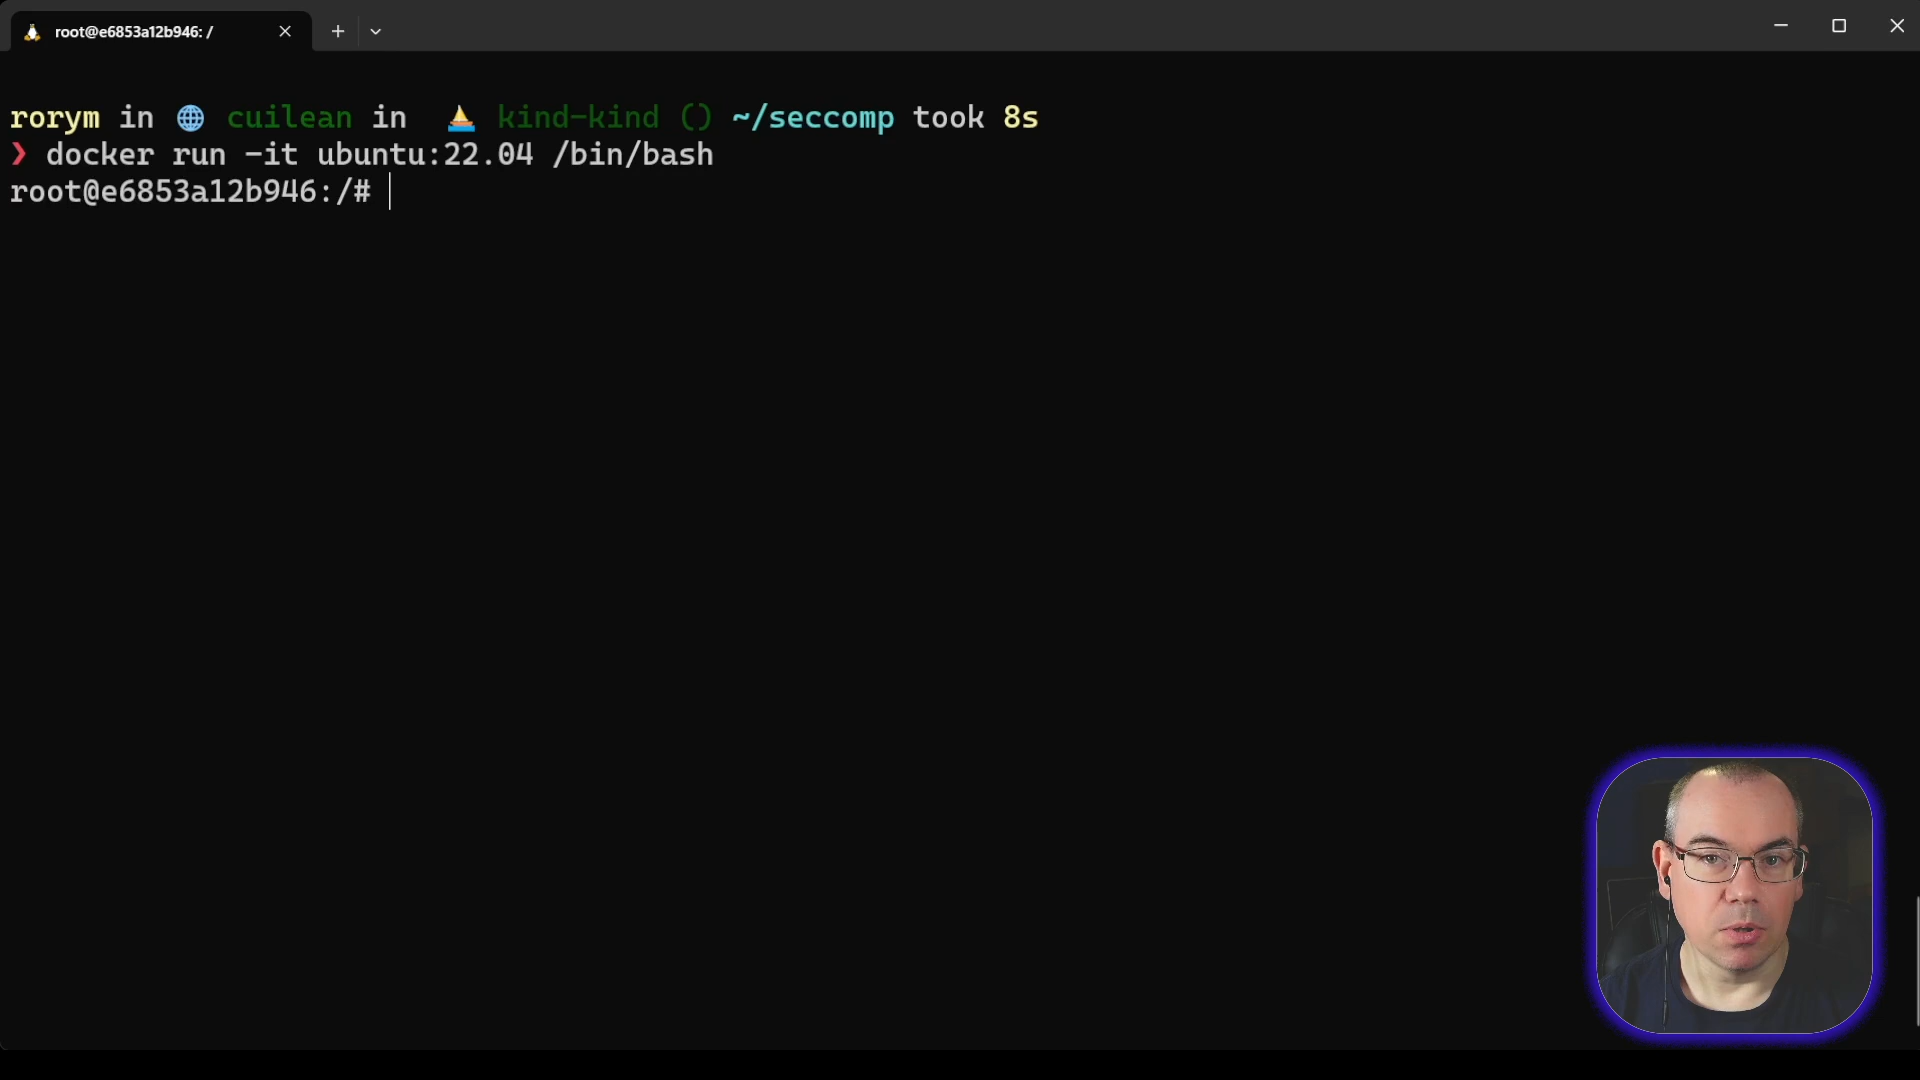 root@e6853a12b946: /
rorym in cuilean in kind-kind () ~/seccomp took 8s
❯ docker run -it ubuntu:22.04 /bin/bash
root@e6853a12b946:/#